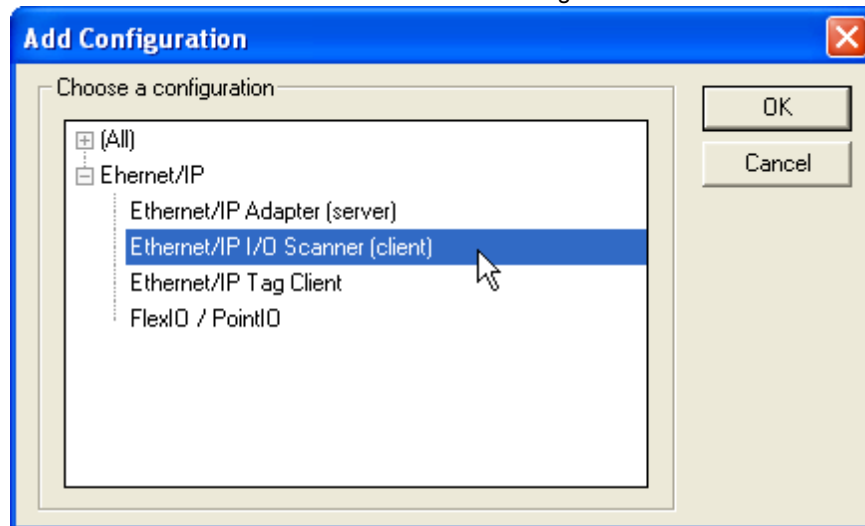 Add Configuration
Choose a configuration
OK
(All)
Cancel
Ehernet/IP
Ethernet/IP Adapter (server)
Ethernet/IP I/O Scanner (client)
Ethernet/IP Tag Client
FlexIO / PointIO